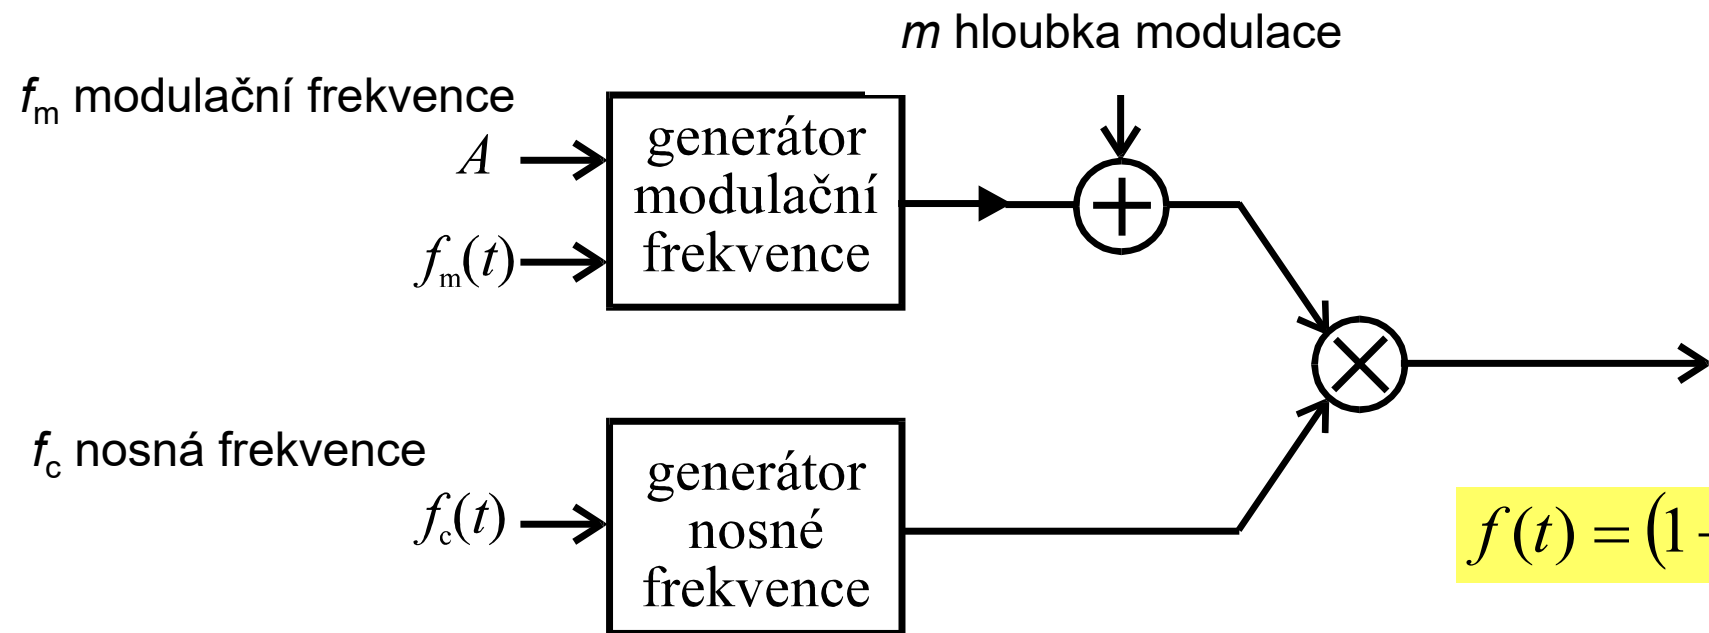 m hloubka modulace
fm modulační frekvence
A
fm(t)
generátor
modulační
frekvence
+
×
fc nosná frekvence
fc(t)
generátor
nosné
frekvence
f(t) = (1